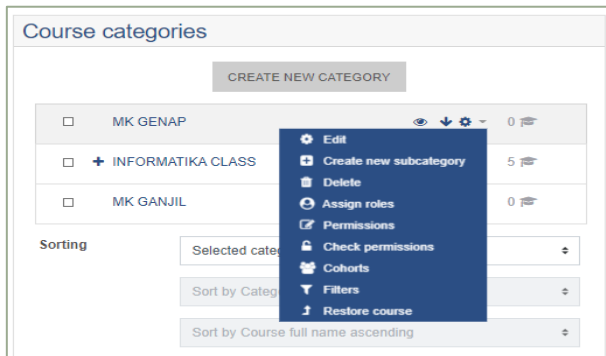 Course categories
CREATE NEW CATEGORY
MK GENAP 0
Edit
INFORMATIKA CLASS 5
Create new subcategory
Delete
MK GANJIL 0
Assign roles
Permissions
Sorting
Selected categ
Check permissions
Cohorts
Sort by Categ
Filters
Restore course
Sort by Course full name ascending